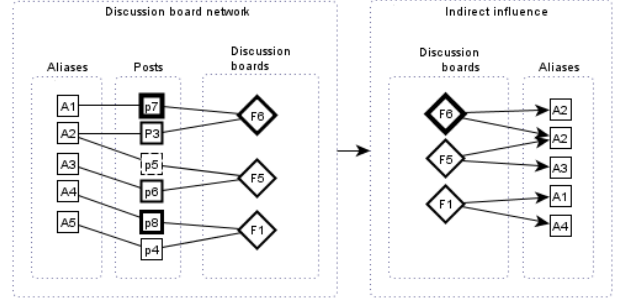 Discussion board network
Aliases
Posts
Discussion
boards
A1
A2
A3
A4
A5
p7
P3
p5
p6
p8
p4
F6
F5
F1
Indirect influence
Discussion
boards
Aliases
F6
F5
F1
A2
A2
A3
A1
A4